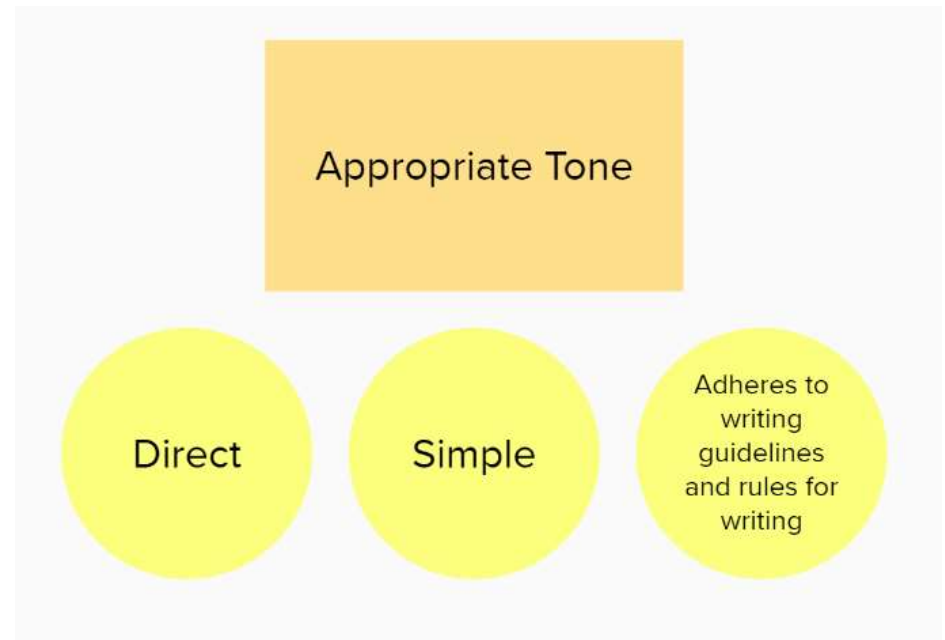 Appropriate Tone
Direct
Simple
Adheres to
writing
guidelines
and rules for
writing